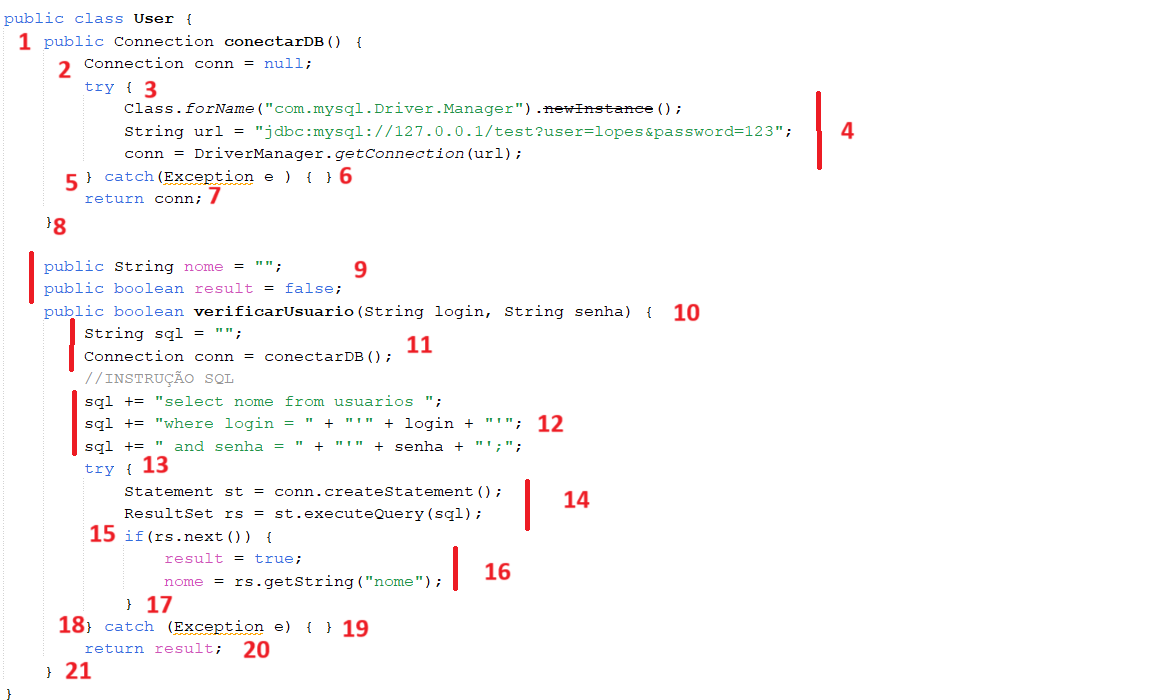 public class User {
1 public Connection conectarDB() {
2 Connection conn = null;
try { 3
Class.forName("com.mysql.Driver.Manager").newInstance();
String url = "jdbc:mysql://127.0.0.1/test?user=lopes&password=123"; 4
conn = DriverManager.getConnection(url);
5 } catch(Exception e ) { } 6
return conn; 7
} 8
public String nome = ""; 9
public boolean result = false;
public boolean verificarUsuario(String login, String senha) { 10
String sql = "";
Connection conn = conectarDB(); 11
//INSTRUÇÃO SQL
sql += "select nome from usuarios ";
sql += "where login = " + "'" + login + "'"; 12
sql += " and senha = " + "'" + senha + "';";
try { 13
Statement st = conn.createStatement(); 14
ResultSet rs = st.executeQuery(sql);
15 if(rs.next()) {
result = true;
nome = rs.getString("nome"); 16
} 17
18 } catch (Exception e) { } 19
return result; 20
} 21
}